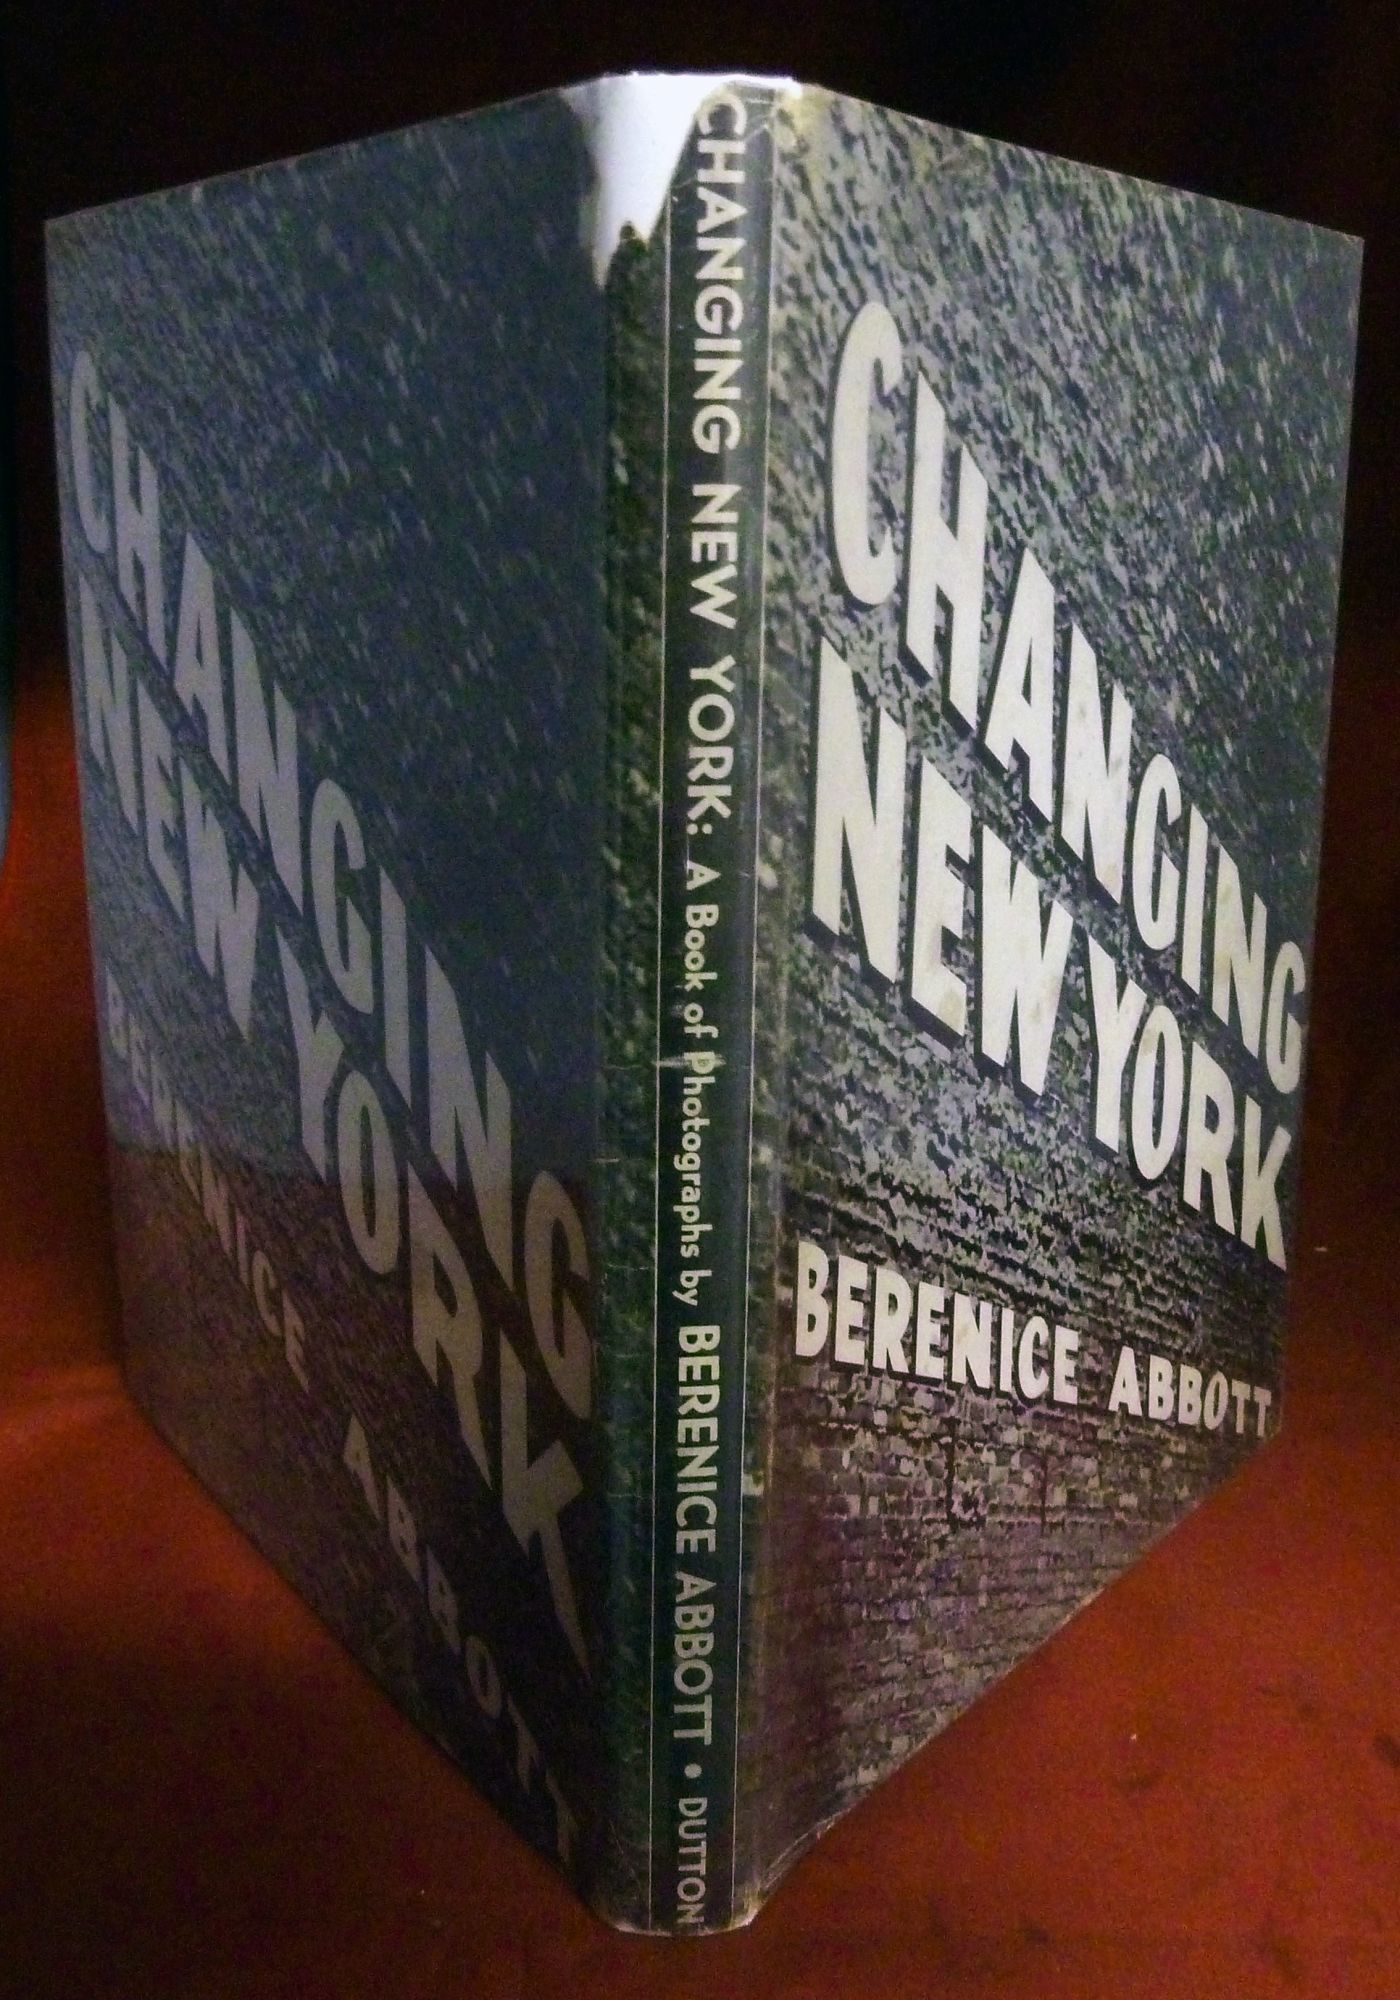 CHANGING
NEW YORK
BERENICE ABBOTT
CHANGING NEW YORK: A Book of Photographs by BERENICE ABBOTT • DUTTON
CHANGING
NEW YORK
BERENICE ABBOTT